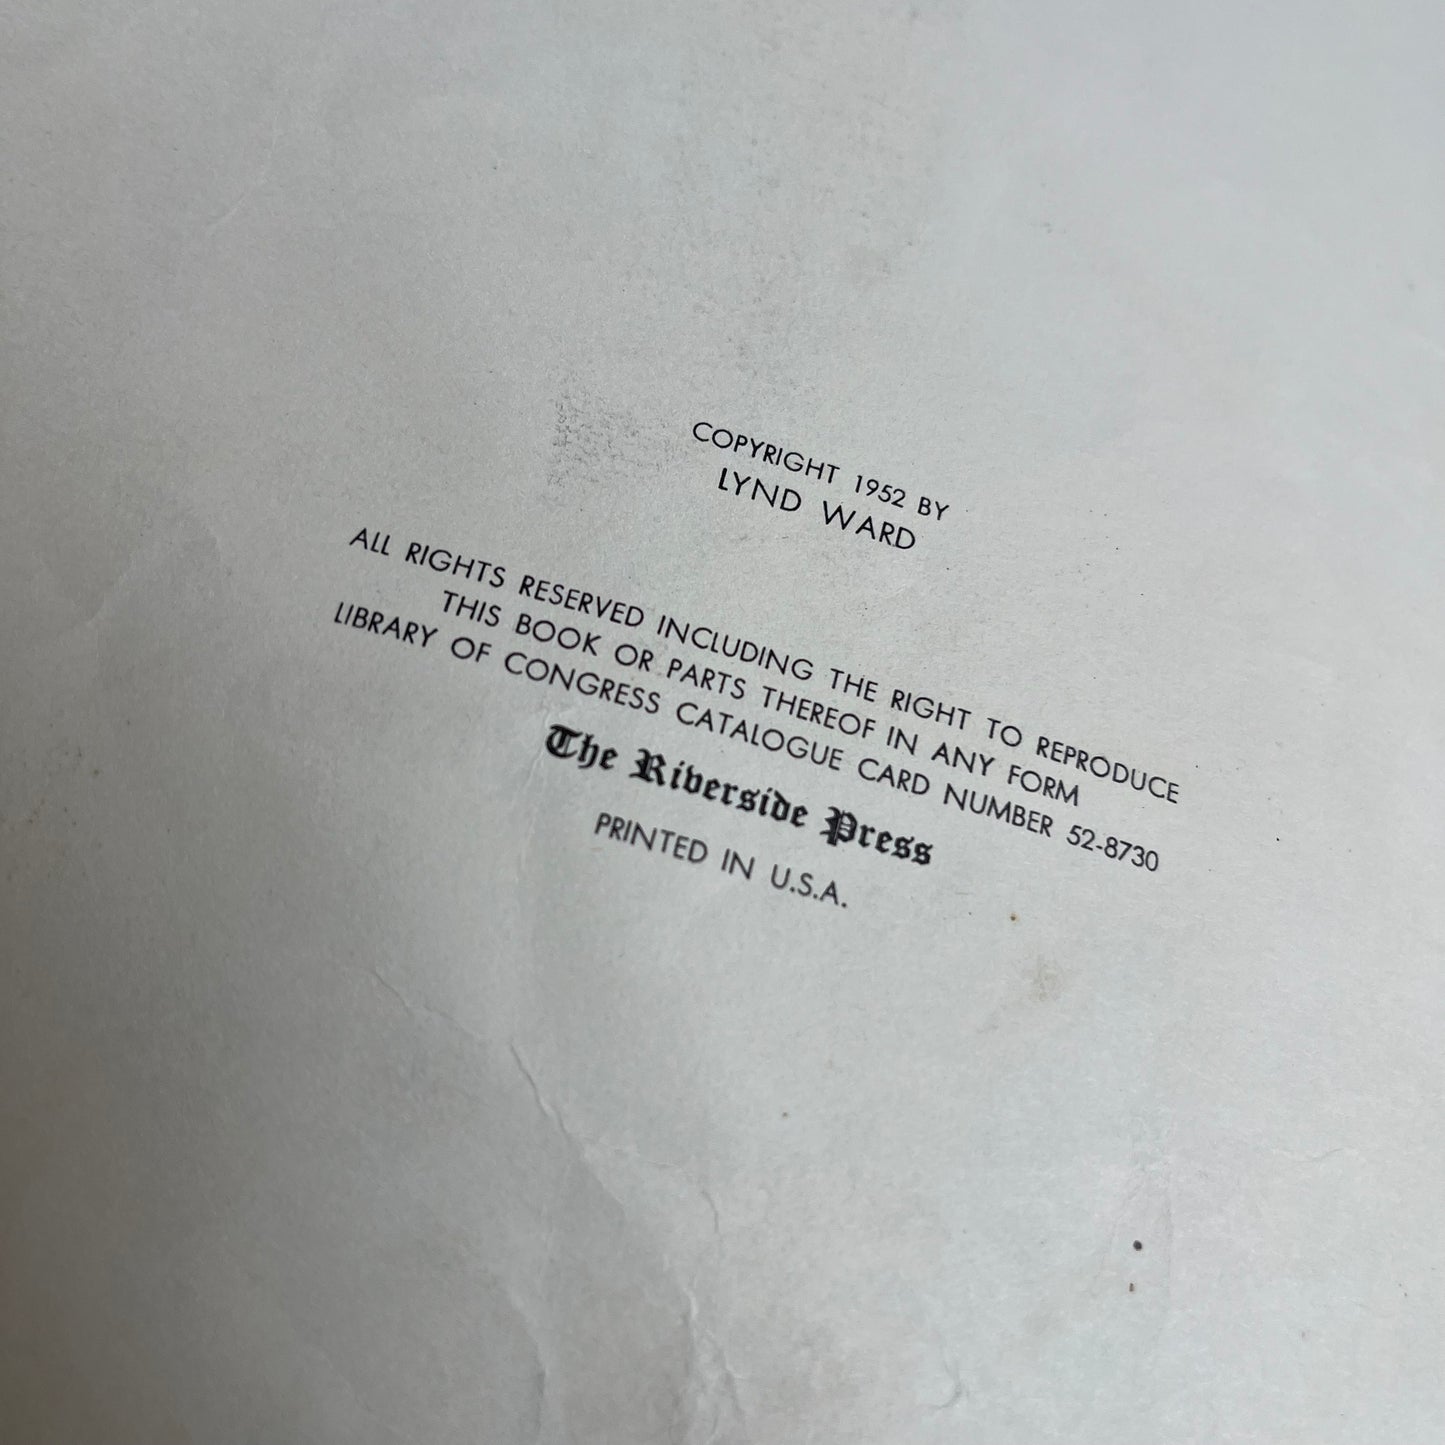 COPYRIGHT 1952 BY
LYND WARD
ALL RIGHTS RESERVED INCLUDING THE RIGHT TO REPRODUCE
THIS BOOK OR PARTS THEREOF IN ANY FORM
LIBRARY OF CONGRESS CATALOGUE CARD NUMBER 52-8730
The Riverside Press
PRINTED IN U.S.A.